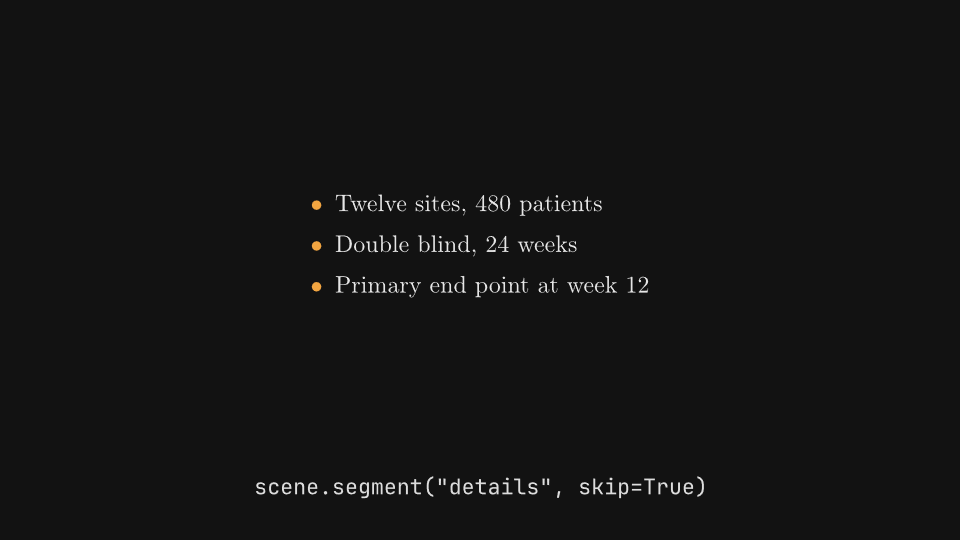 • Twelve sites, 480 patients
• Double blind, 24 weeks
• Primary end point at week 12
scene.segment("details", skip=True)